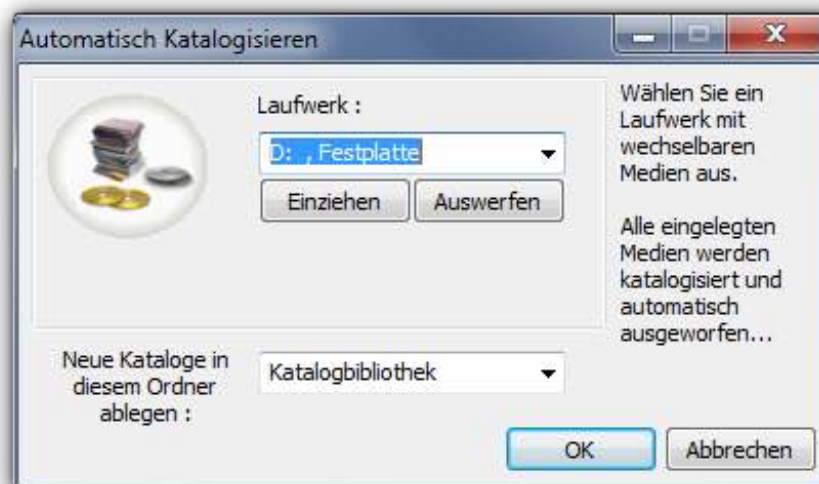 Automatisch Katalogisieren
Laufwerk :
D: , Festplatte
Einziehen
Auswerfen
Wählen Sie ein
Laufwerk mit
wechselbaren
Medien aus.
Alle eingelegten
Medien werden
katalogisiert und
automatisch
ausgeworfen...
Neue Kataloge in
diesem Ordner
ablegen :
Katalogbibliothek
OK
Abbrechen